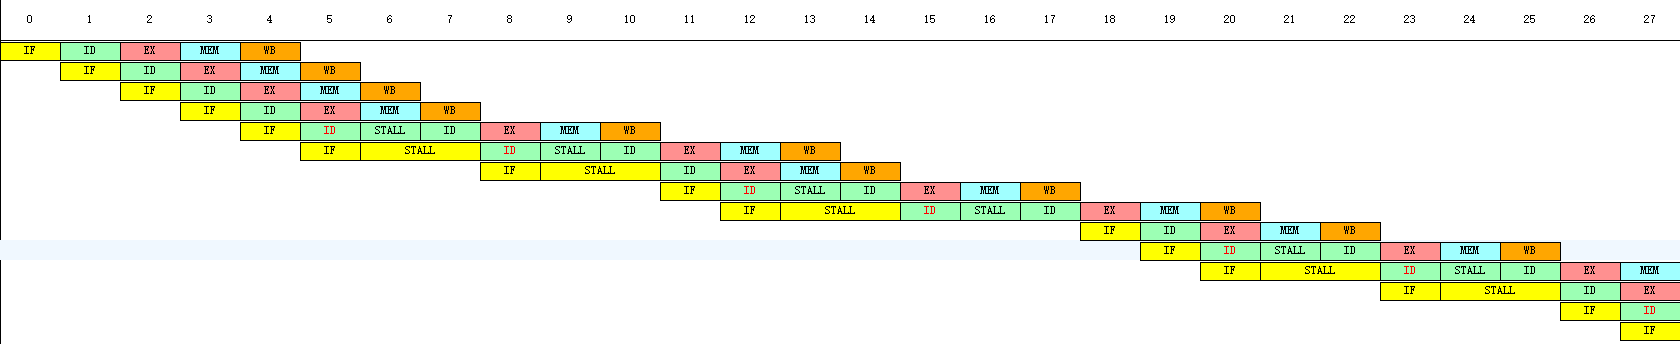 0 1 2 3 4 5 6 7 8 9 10 11 12 13 14 15 16 17 18 19 20 21 22 23 24 25 26 27
IF ID EX MEM WB
IF ID EX MEM WB
IF ID EX MEM WB
IF ID EX MEM WB
IF ID STALL ID EX MEM WB
IF STALL ID STALL ID EX MEM WB
IF STALL ID EX MEM WB
IF ID STALL ID EX MEM WB
IF STALL ID STALL ID EX MEM WB
IF ID EX MEM WB
IF ID STALL ID EX MEM WB
IF STALL ID STALL ID EX MEM
IF STALL ID EX
IF ID
IF